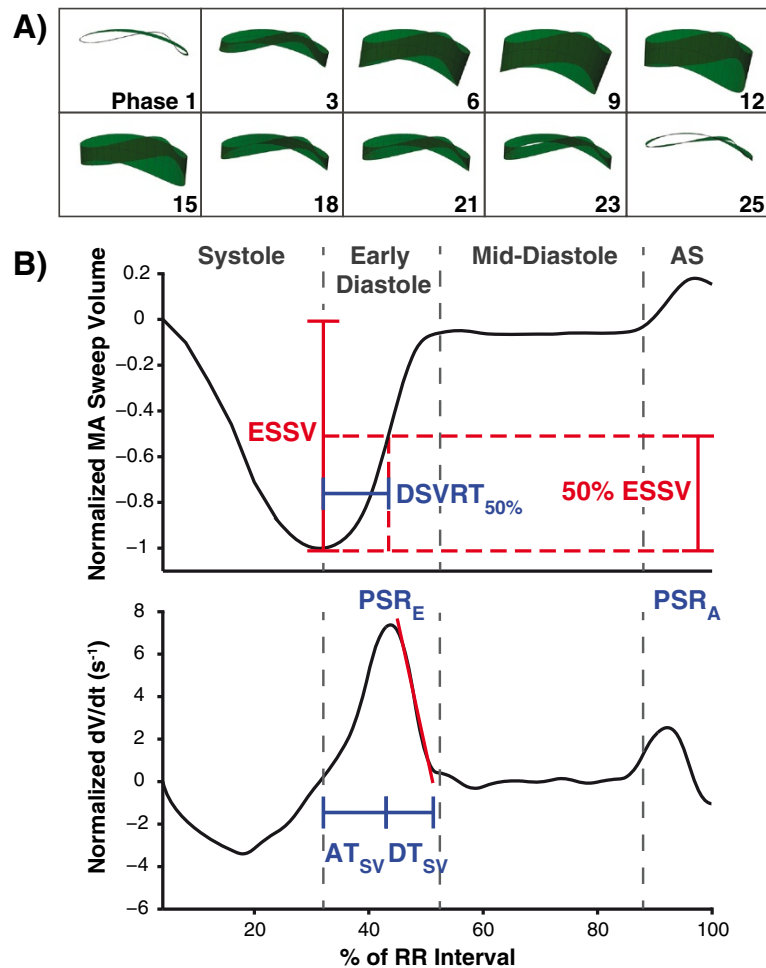 A)
Phase 1
3
6
9
12
15
18
21
23
25
B)
Systole
Early
Diastole
Mid-Diastole
AS
Normalized MA Sweep Volume
0.2
0
−0.2
−0.4
−0.6
−0.8
−1
ESSV
DSVRT50%
50% ESSV
Normalized dV/dt (s-1)
8
6
4
2
0
−2
−4
−6
PSRE
PSRA
ATSV
DTSV
20
40
60
80
100
% of RR Interval